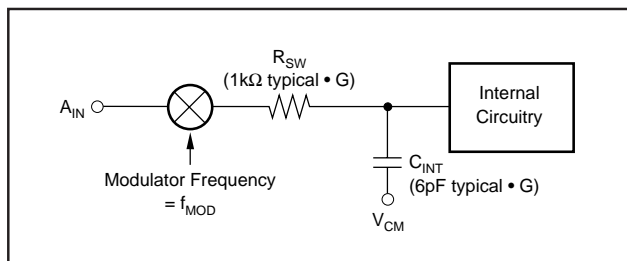 R_SW
(1kΩ typical • G)
A_IN
Internal
Circuitry
Modulator Frequency
= f_MOD
C_INT
(6pF typical • G)
V_CM